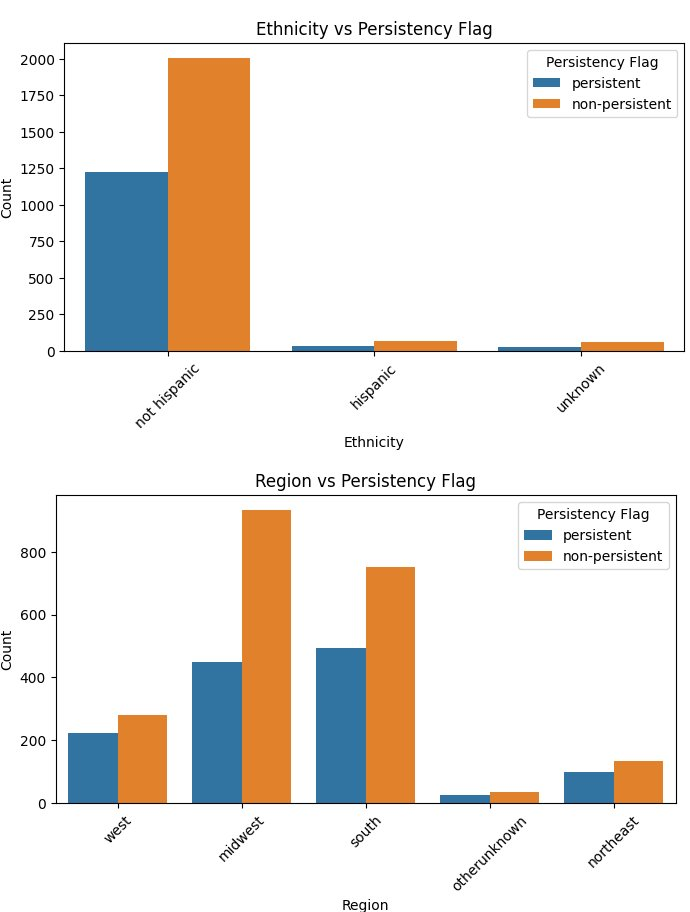 Ethnicity vs Persistency Flag
Persistency Flag
persistent
non-persistent
2000
1750
1500
1250
1000
750
500
250
0
Count
not hispanic
hispanic
unknown
Ethnicity
Region vs Persistency Flag
Persistency Flag
persistent
non-persistent
800
600
400
200
0
Count
west
midwest
south
otherunknown
northeast
Region